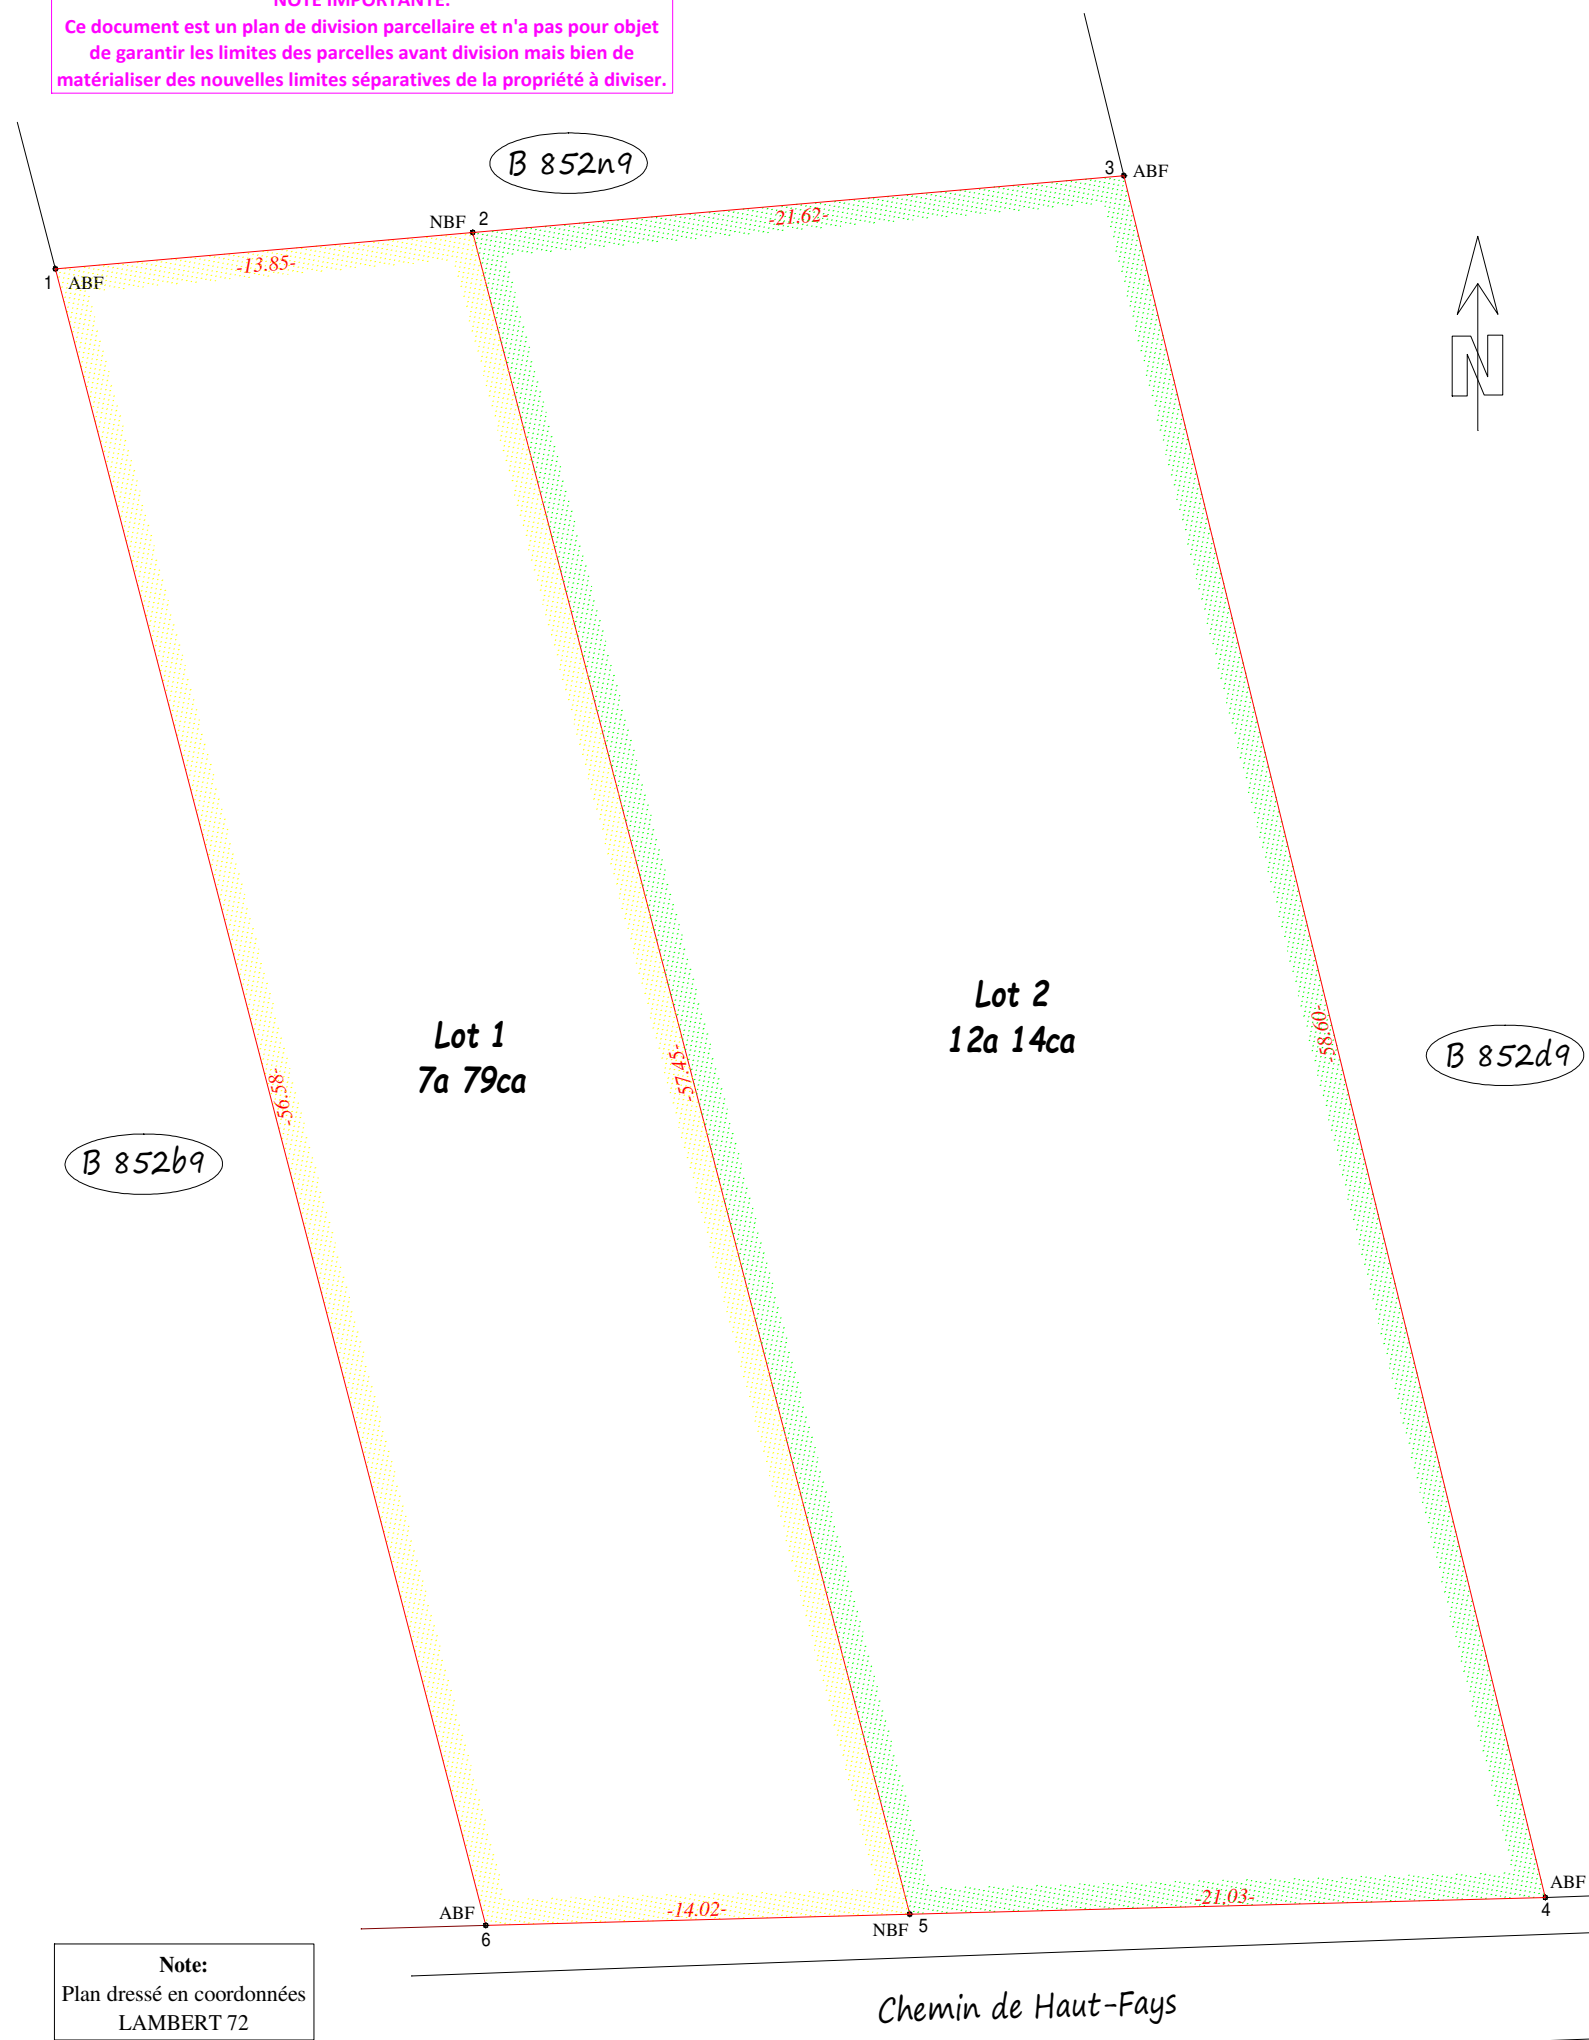 NOTE IMPORTANTE:
Ce document est un plan de division parcellaire et n'a pas pour objet
de garantir les limites des parcelles avant division mais bien de
matérialiser des nouvelles limites séparatives de la propriété à diviser.
B 852n9
3 ABF
NBF 2
-21.62-
-13.85-
1 ABF
N
Lot 2
12a 14ca
Lot 1
7a 79ca
-58.60-
-57.45-
-56.58-
B 852d9
B 852b9
ABF
4
-21.03-
-14.02-
ABF
6
NBF 5
Note:
Plan dressé en coordonnées
LAMBERT 72
Chemin de Haut-Fays